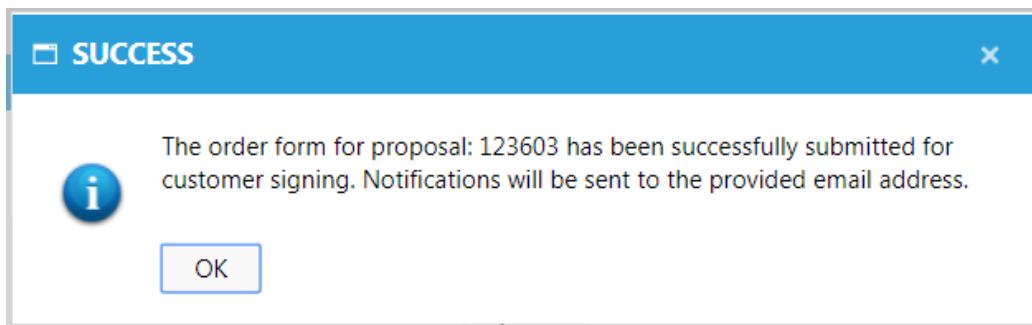 SUCCESS
The order form for proposal: 123603 has been successfully submitted for
customer signing. Notifications will be sent to the provided email address.
OK